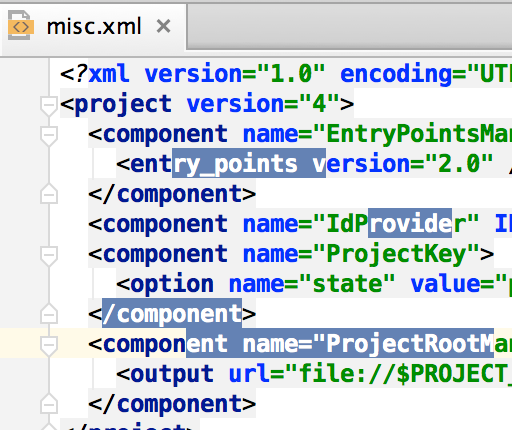 misc.xml
<?xml version="1.0" encoding="UTF
<project version="4">
<component name="EntryPointsMan
<entry_points version="2.0" /
</component>
<component name="IdProvider" ID
<component name="ProjectKey">
<option name="state" value="p
</component>
<component name="ProjectRootMan
<output url="file://$PROJECT_
</component>
</project>